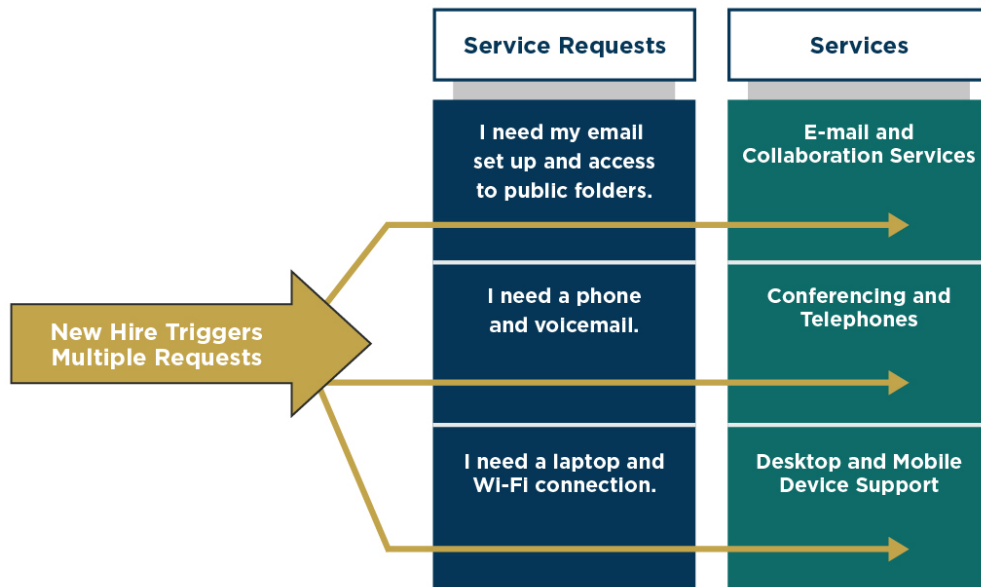 Service Requests
Services
I need my email
set up and access
to public folders.
E-mail and
Collaboration Services
New Hire Triggers
Multiple Requests
I need a phone
and voicemail.
Conferencing and
Telephones
I need a laptop and
Wi-Fi connection.
Desktop and Mobile
Device Support